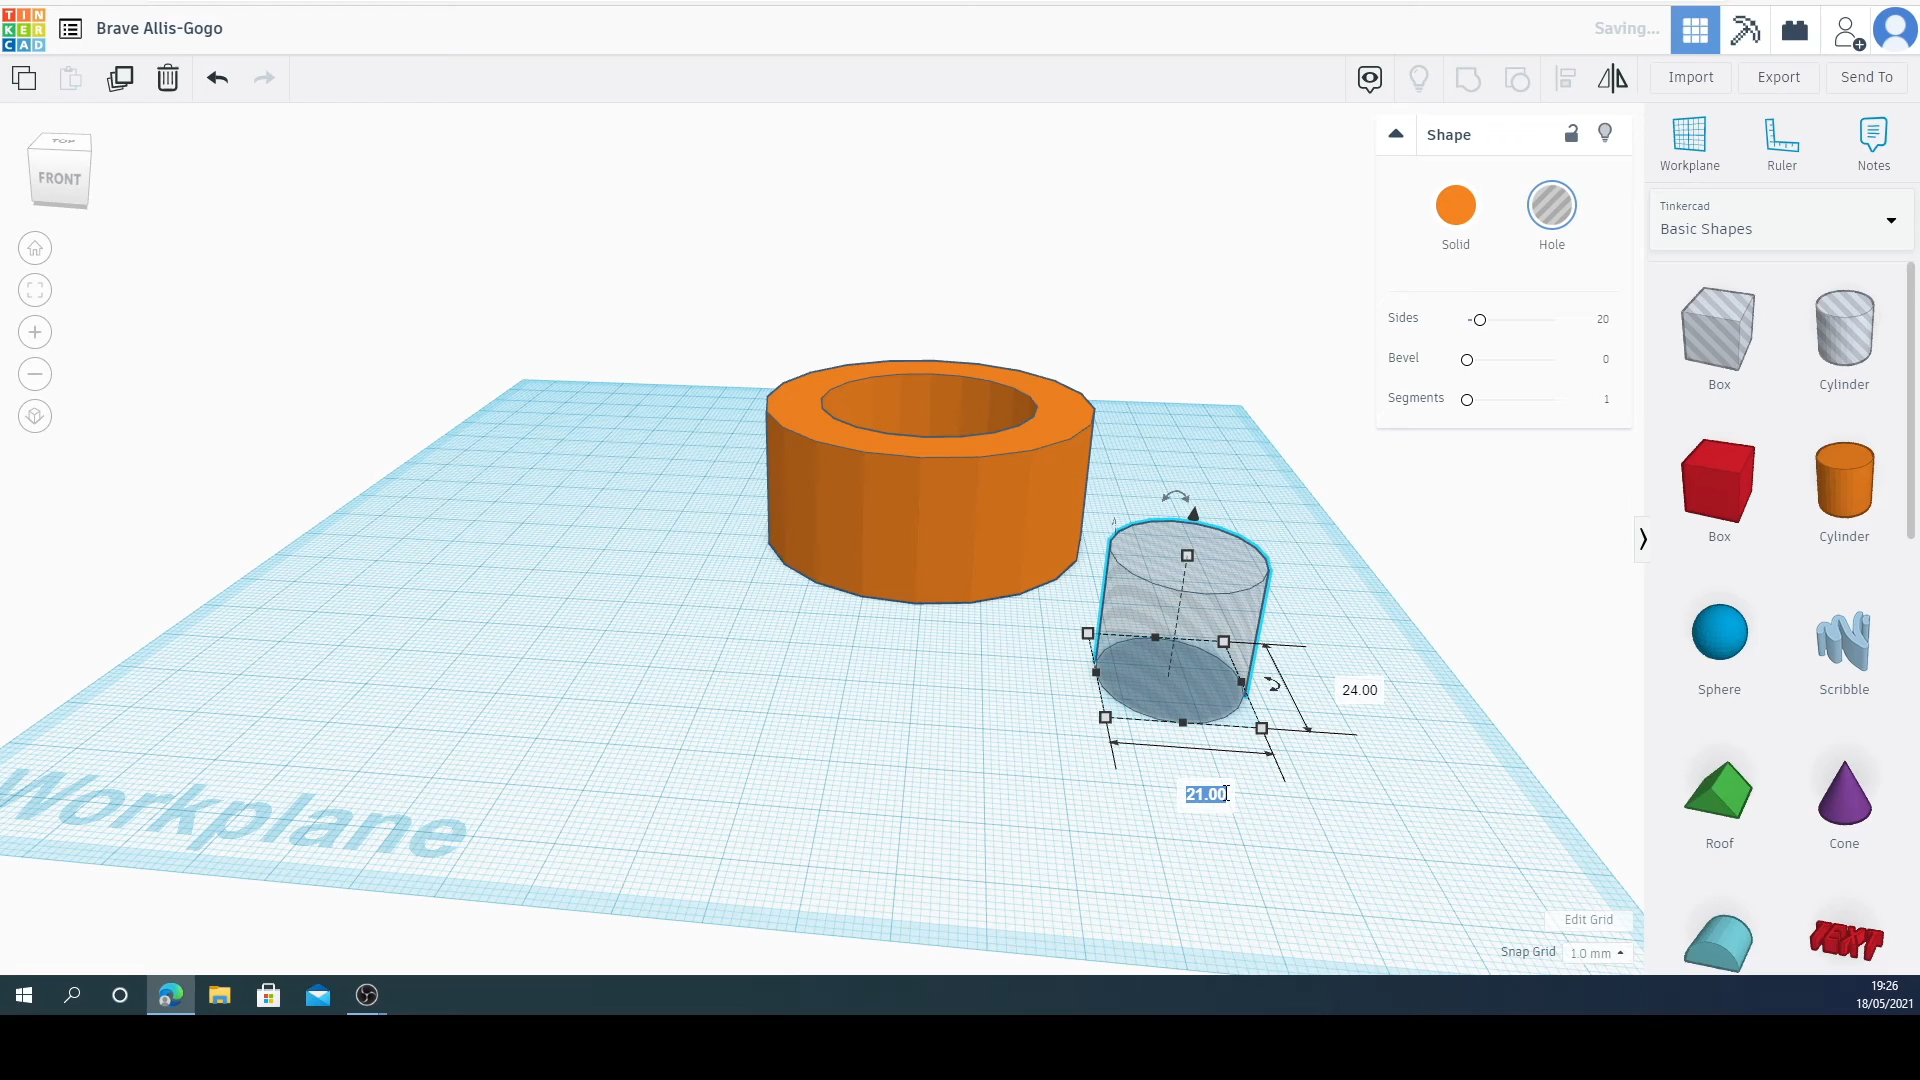 TIN
KER
CAD
Brave Allis-Gogo
Saving...
Import
Export
Send To
TOP
FRONT
Shape
Solid
Hole
Sides
20
Bevel
0
Segments
1
Workplane
Ruler
Notes
Tinkercad
Basic Shapes
Box
Cylinder
Box
Cylinder
Sphere
Scribble
Roof
Cone
TEXT
24.00
21.00
Workplane
Edit Grid
Snap Grid
1.0 mm
19:26
18/05/2021